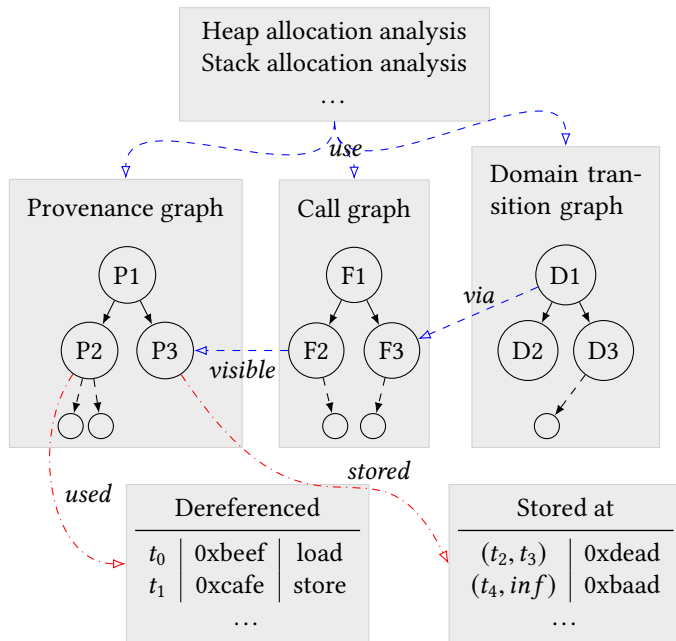 Heap allocation analysis
Stack allocation analysis
...
use
Provenance graph
Call graph
Domain tran-
sition graph
P1
F1
D1
via
P2
P3
visible
F2
F3
D2
D3
used
stored
Dereferenced
t₀ 0xbeef load
t₁ 0xcafe store
...
Stored at
(t₂, t₃) 0xdead
(t₄, inf) 0xbaad
...